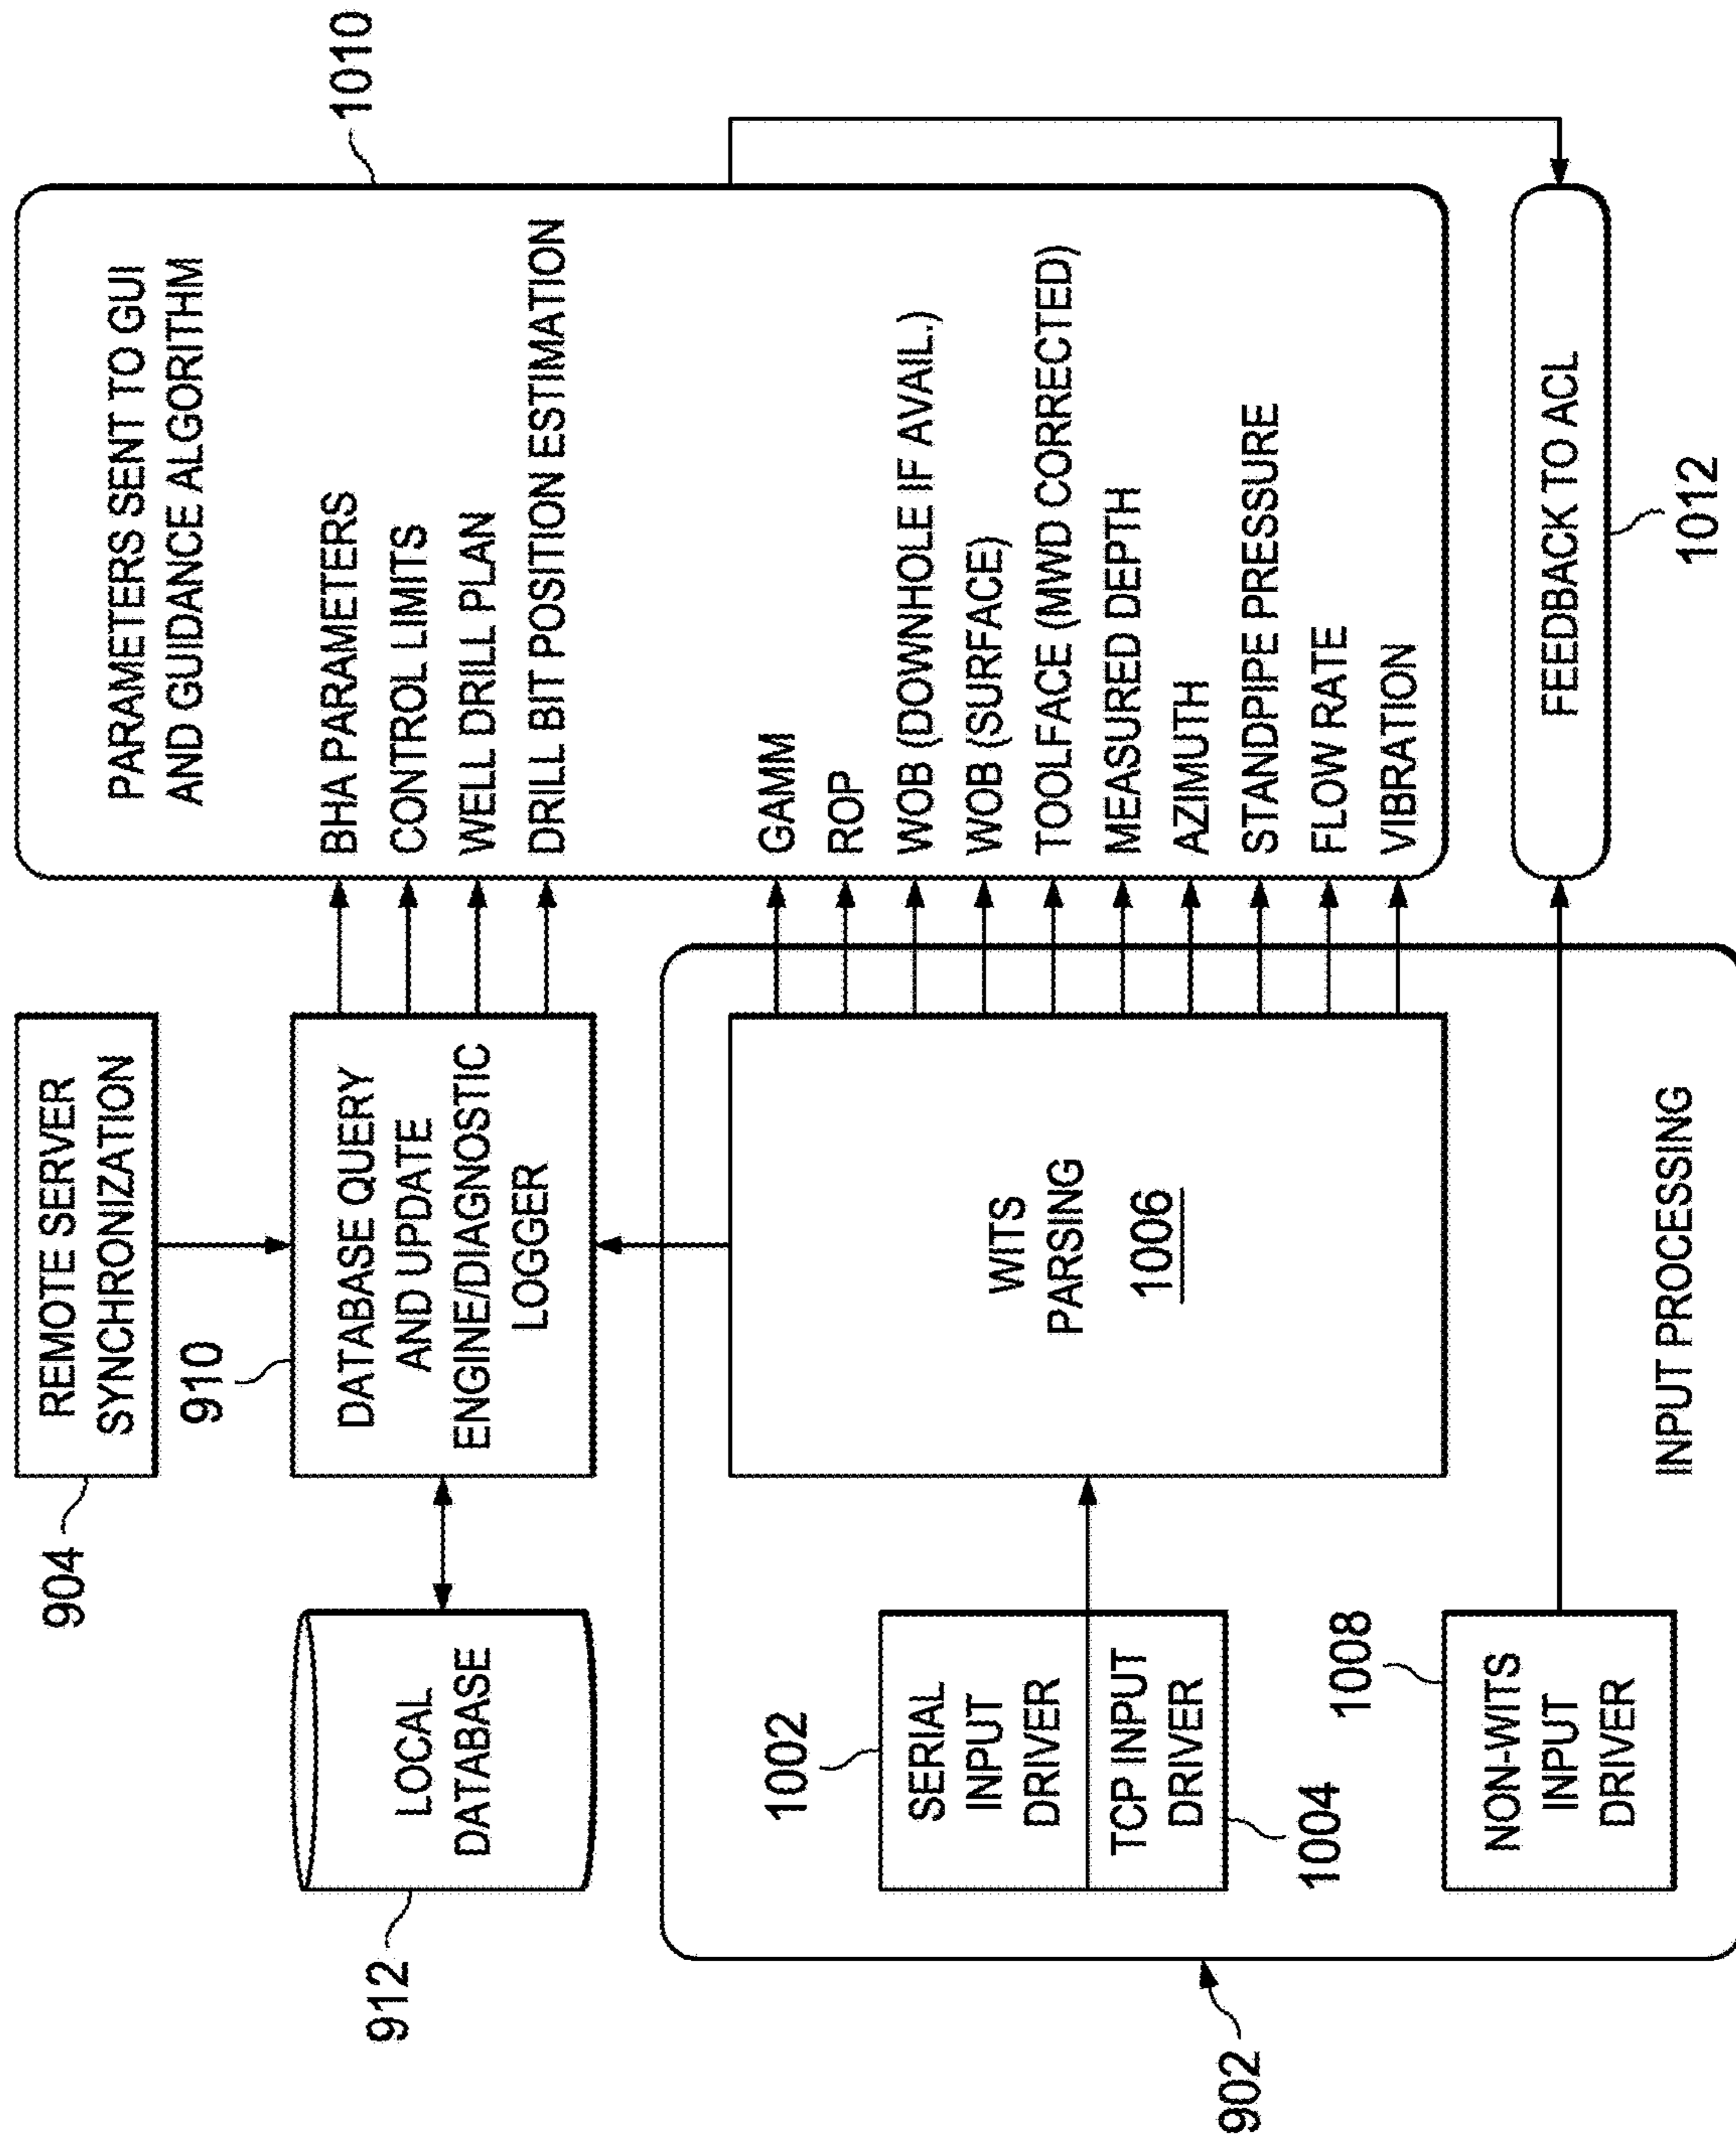 904
REMOTE SERVER
SYNCHRONIZATION
912
LOCAL
DATABASE
910
DATABASE QUERY
AND UPDATE
ENGINE/DIAGNOSTIC
LOGGER
PARAMETERS SENT TO GUI
AND GUIDANCE ALGORITHM
1010
BHA PARAMETERS
CONTROL LIMITS
WELL DRILL PLAN
DRILL BIT POSITION ESTIMATION
GAMM
ROP
WOB (DOWNHOLE IF AVAIL.)
WOB (SURFACE)
TOOLFACE (MWD CORRECTED)
MEASURED DEPTH
AZIMUTH
STANDPIPE PRESSURE
FLOW RATE
VIBRATION
902
1002
SERIAL
INPUT
DRIVER
TCP INPUT
DRIVER
1004
WITS
PARSING
1006
1008
NON-WITS
INPUT
DRIVER
INPUT PROCESSING
FEEDBACK TO ACL
1012